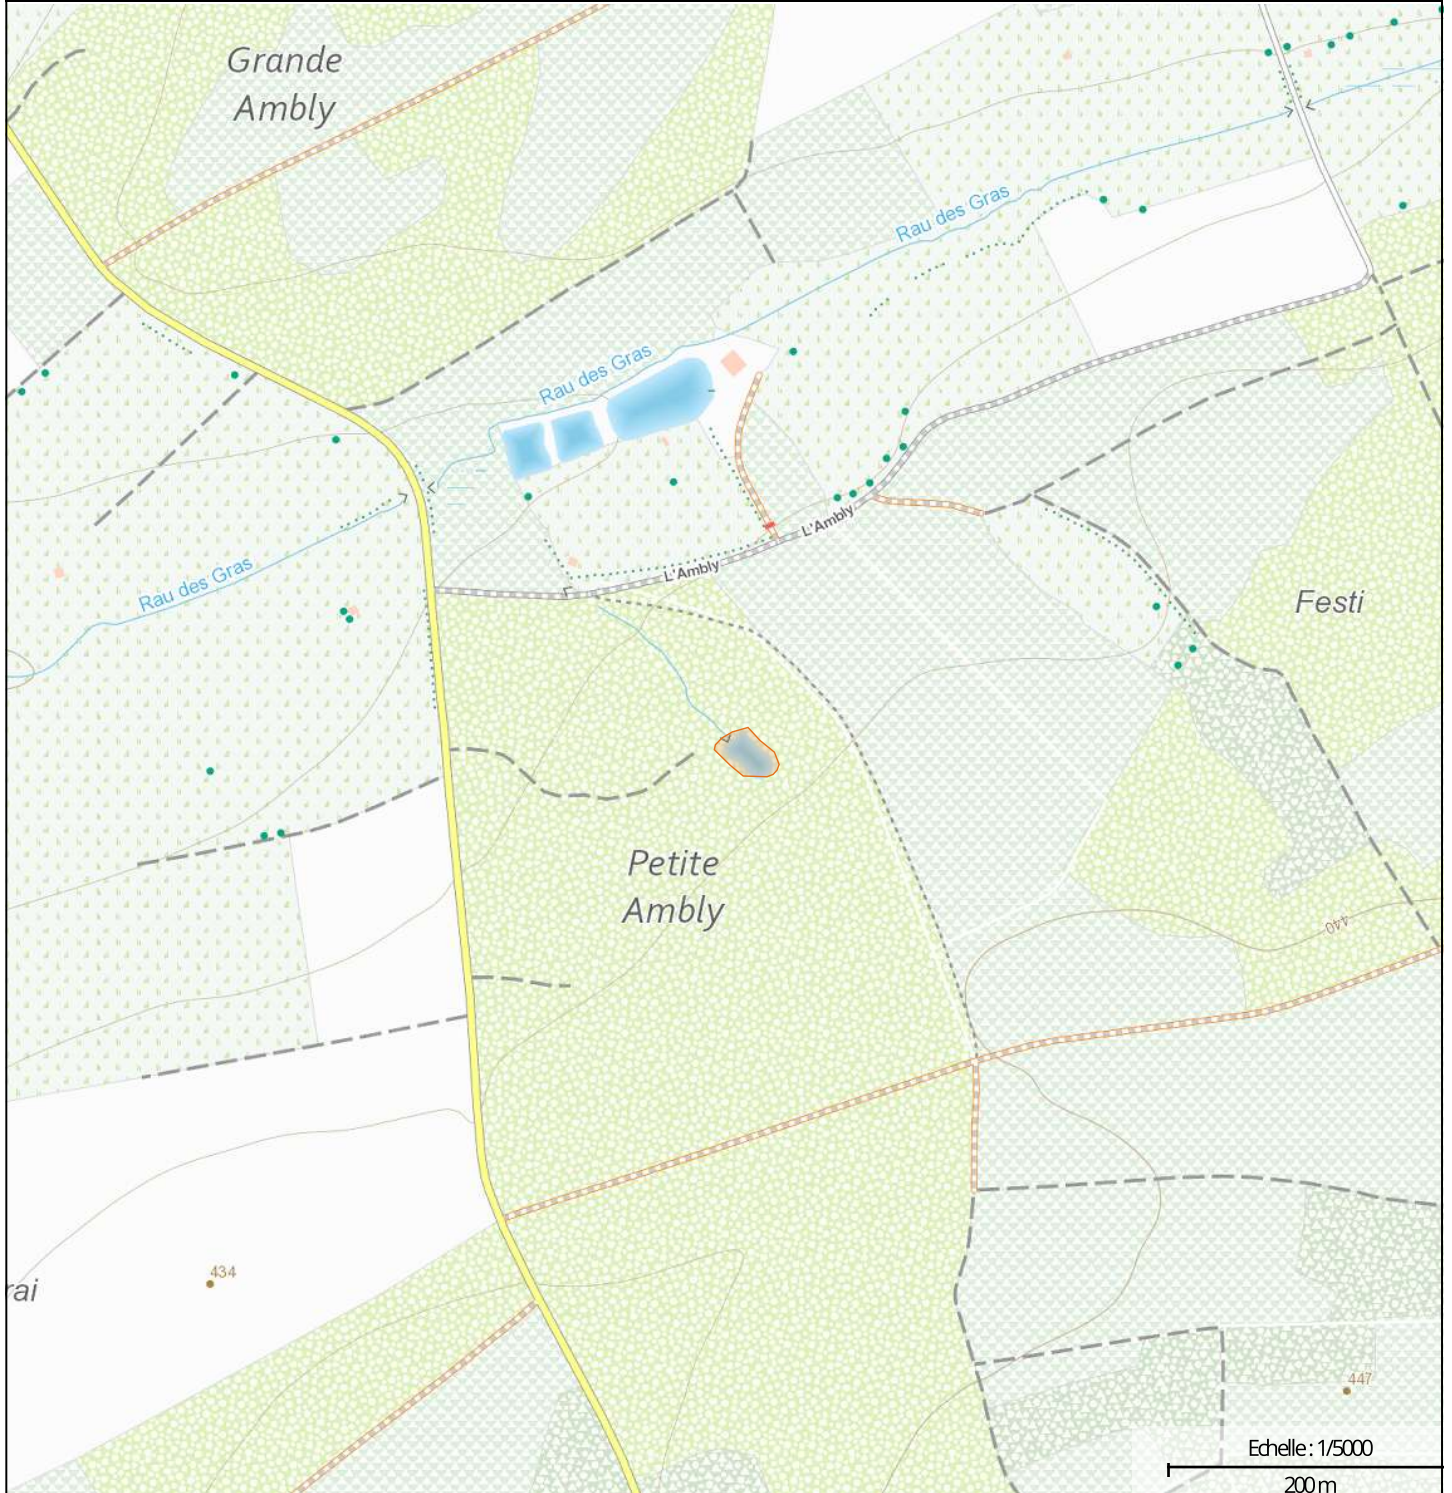 Grande
Ambly
Rau des Gras
Rau des Gras
L'Ambly
L'Ambly
Rau des Gras
Festi
Petite
Ambly
440
434
rai
447
Echelle : 1/5000
200 m